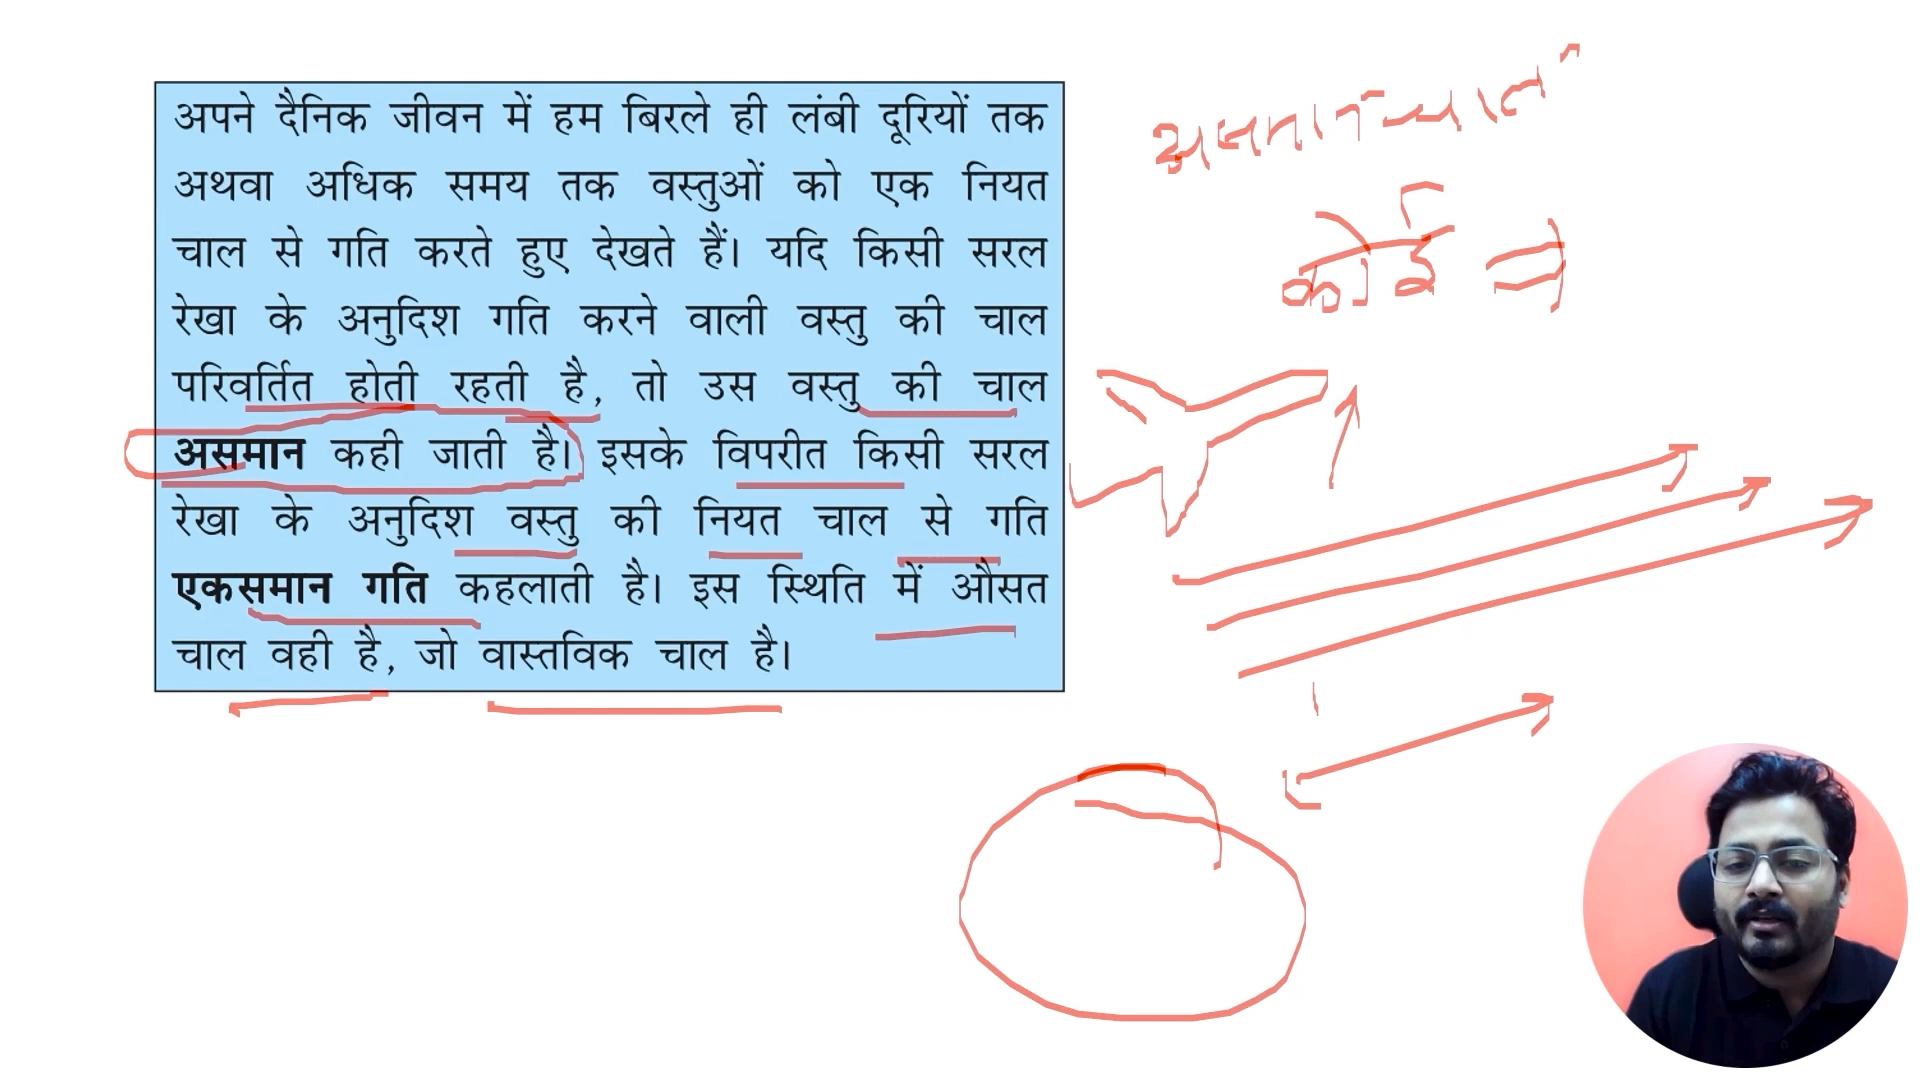 अपने दैनिक जीवन में हम बिरले ही लंबी दूरियों तक
अथवा अधिक समय तक वस्तुओं को एक नियत
चाल से गति करते हुए देखते हैं। यदि किसी सरल
रेखा के अनुदिश गति करने वाली वस्तु की चाल
परिवर्तित होती रहती है, तो उस वस्तु की चाल
असमान कही जाती है। इसके विपरीत किसी सरल
रेखा के अनुदिश वस्तु की नियत चाल से गति
एकसमान गति कहलाती है। इस स्थिति में औसत
चाल वही है, जो वास्तविक चाल है।
कोई